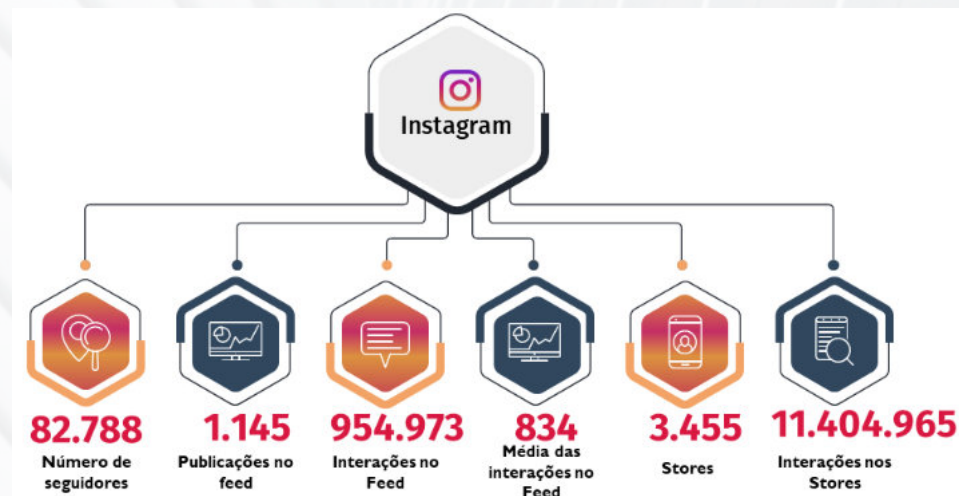 Instagram
82.788
Número de
seguidores
1.145
Publicações no
feed
954.973
Interações no
Feed
834
Média das
interações no
Feed
3.455
Stores
11.404.965
Interações nos
Stores